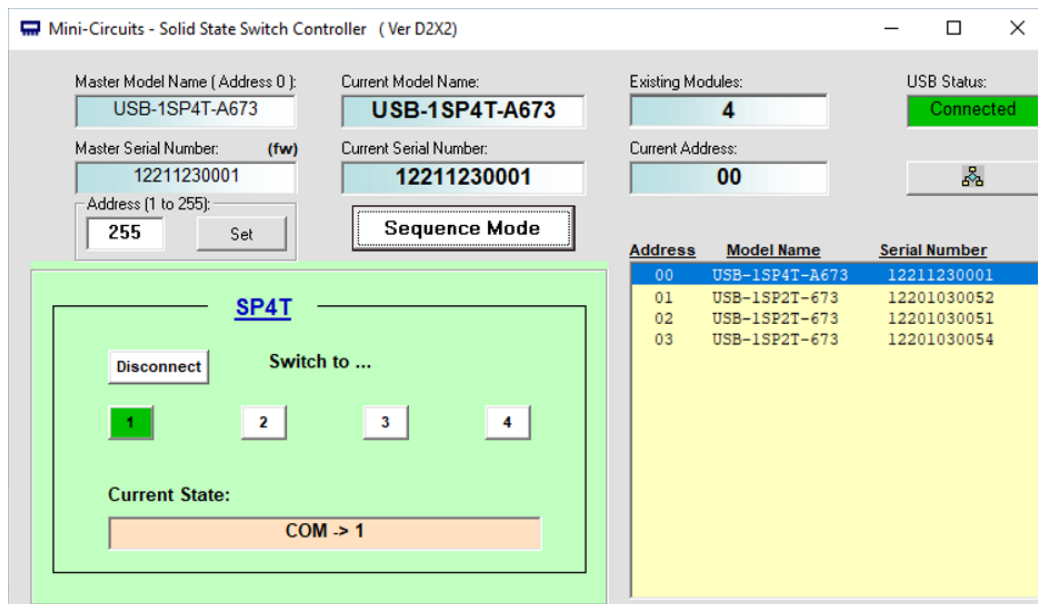 Mini-Circuits - Solid State Switch Controller ( Ver D2X2)
Master Model Name ( Address 0 ): Current Model Name: Existing Modules: USB Status:
USB-1SP4T-A673 USB-1SP4T-A673 4 Connected
Master Serial Number: (fw) Current Serial Number: Current Address:
12211230001 12211230001 00
Address (1 to 255):
255 Set Sequence Mode
Address Model Name Serial Number
00 USB-1SP4T-A673 12211230001
01 USB-1SP2T-673 12201030052
02 USB-1SP2T-673 12201030051
03 USB-1SP2T-673 12201030054
SP4T
Disconnect Switch to ...
1 2 3 4
Current State:
COM -> 1